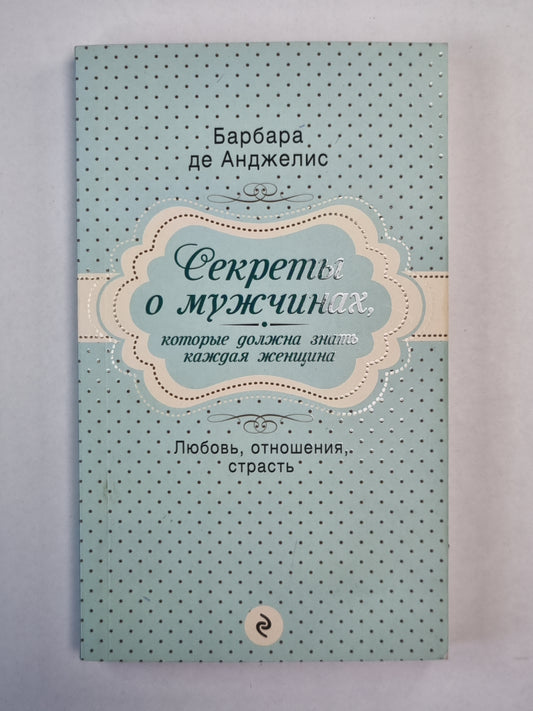 Барбара
де Анджелис
Секреты
о мужчинах,
которые должна знать
каждая женщина
Любовь, отношения,
страсть